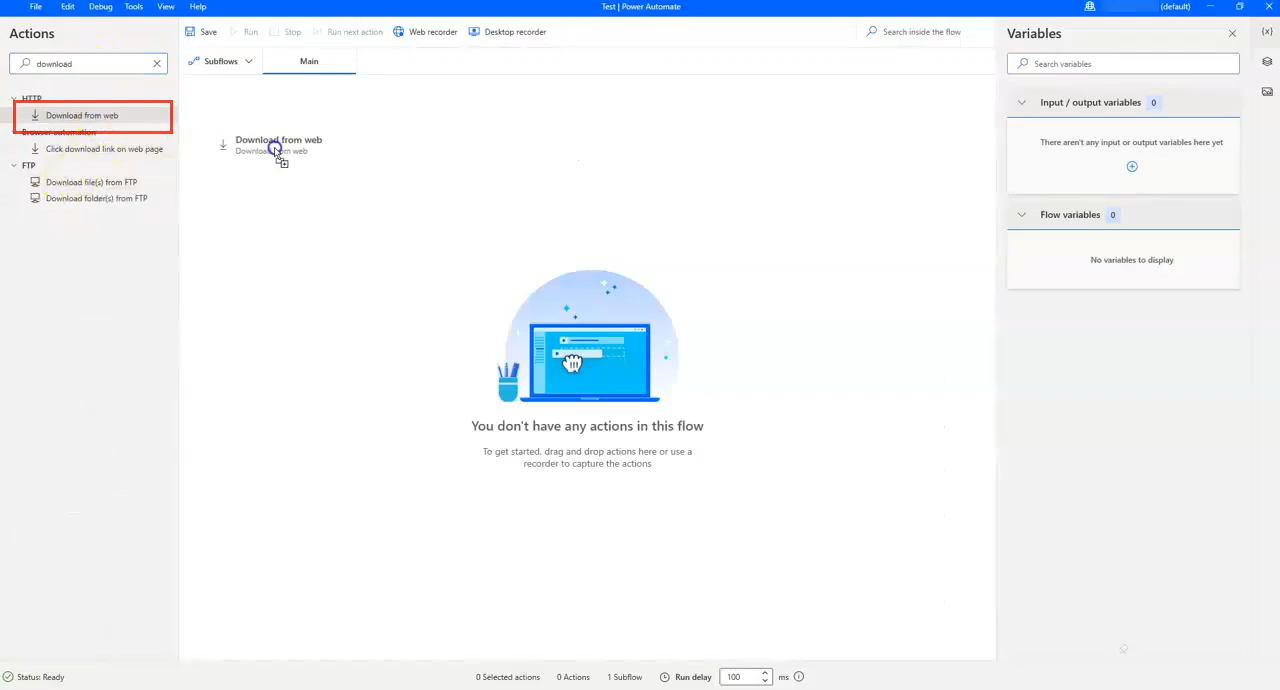 File Edit Debug Tools View Help
Test | Power Automate
(default)
Actions
Save Run Stop Run next action Web recorder Desktop recorder
Search inside the flow
Variables
{x}
download
Subflows
Main
Search variables
HTTP
Download from web
Browser automation
Click download link on web page
FTP
Download file(s) from FTP
Download folder(s) from FTP
Download from web
Download from web
Input / output variables 0
There aren't any input or output variables here yet
Flow variables 0
No variables to display
You don't have any actions in this flow
To get started, drag and drop actions here or use a
recorder to capture the actions
Status: Ready
0 Selected actions 0 Actions 1 Subflow Run delay 100 ms